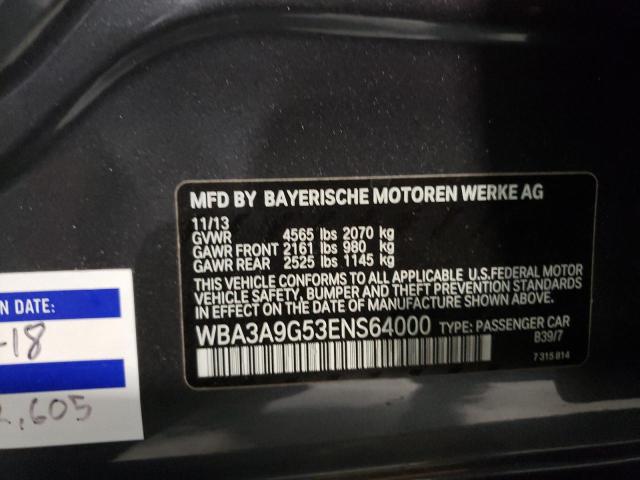 MFD BY BAYERISCHE MOTOREN WERKE AG
11/13
GVWR 4565 lbs 2070 kg
GAWR FRONT 2161 lbs 980 kg
GAWR REAR 2525 lbs 1145 kg
THIS VEHICLE CONFORMS TO ALL APPLICABLE U.S.FEDERAL MOTOR
VEHICLE SAFETY, BUMPER AND THEFT PREVENTION STANDARDS
IN EFFECT ON THE DATE OF MANUFACTURE SHOWN ABOVE.
WBA3A9G53ENS64000 TYPE: PASSENGER CAR
B39/7
7 315 814
N DATE:
-18
,605